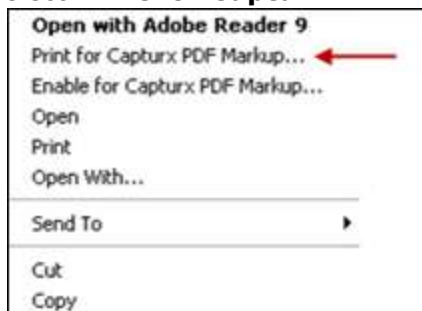 Open with Adobe Reader 9
Print for Capturx PDF Markup...
Enable for Capturx PDF Markup...
Open
Print
Open With...
Send To
Cut
Copy